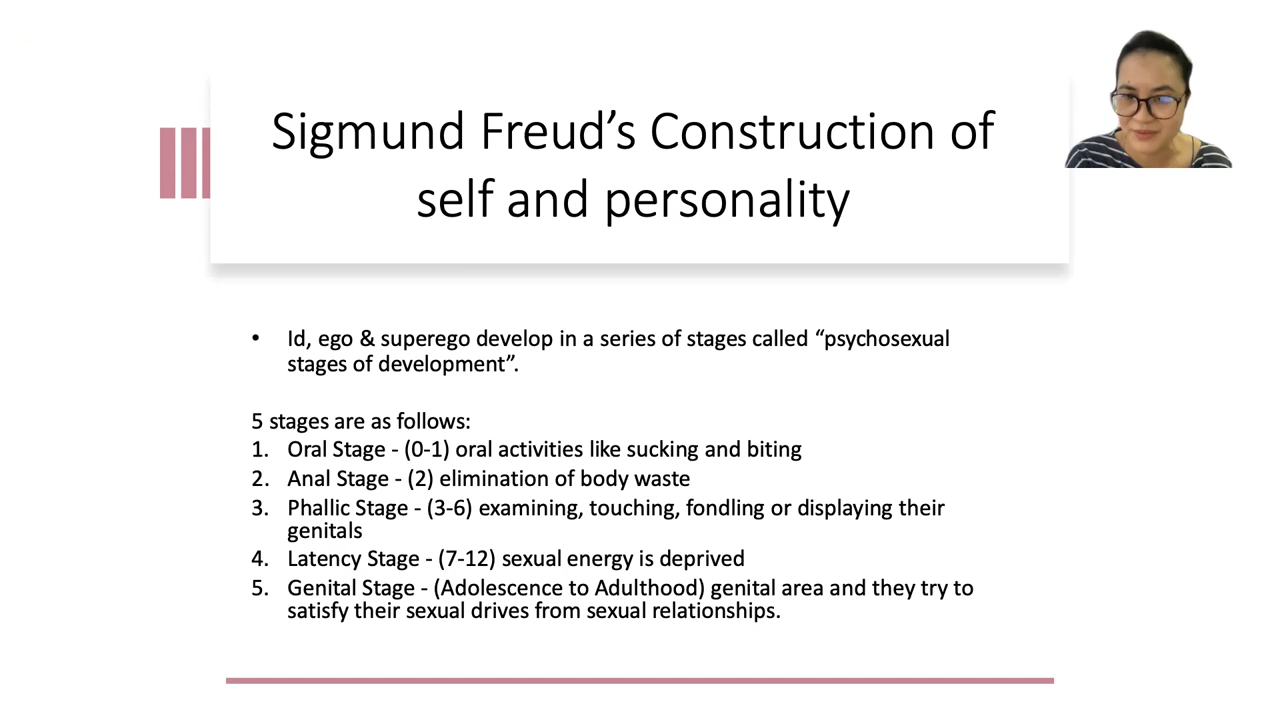 Sigmund Freud’s Construction of
self and personality
• Id, ego & superego develop in a series of stages called “psychosexual
stages of development”.
5 stages are as follows:
1. Oral Stage - (0-1) oral activities like sucking and biting
2. Anal Stage - (2) elimination of body waste
3. Phallic Stage - (3-6) examining, touching, fondling or displaying their
genitals
4. Latency Stage - (7-12) sexual energy is deprived
5. Genital Stage - (Adolescence to Adulthood) genital area and they try to
satisfy their sexual drives from sexual relationships.